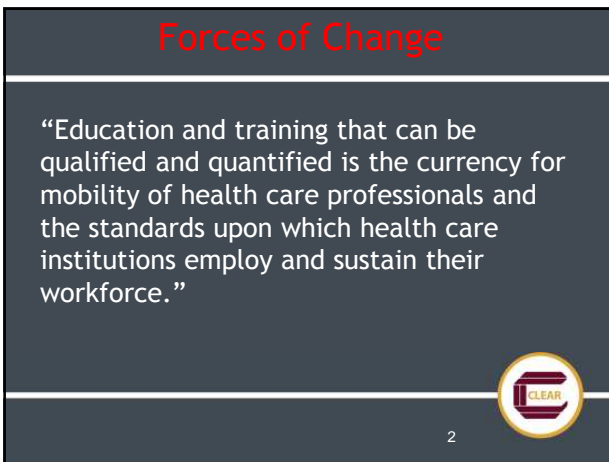 Forces of Change
“Education and training that can be
qualified and quantified is the currency for
mobility of health care professionals and
the standards upon which health care
institutions employ and sustain their
workforce.”
CLEAR
2